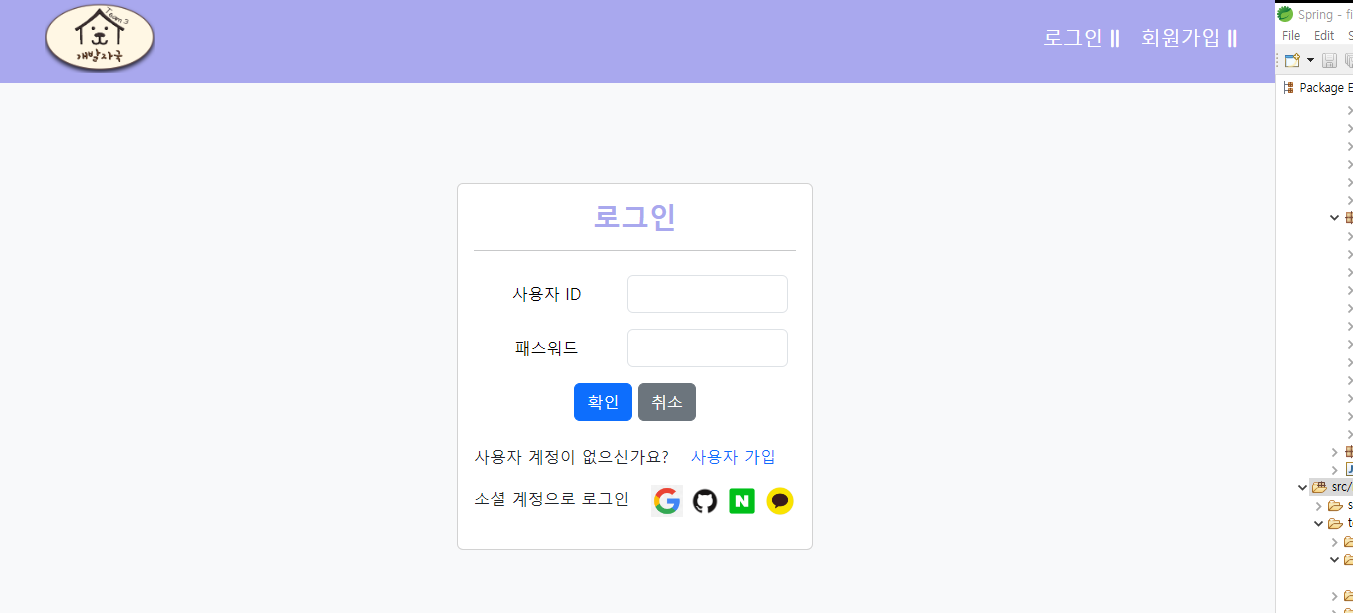 Team 3
개발자국
로그인 || 회원가입 ||
로그인
사용자 ID
패스워드
확인 취소
사용자 계정이 없으신가요? 사용자 가입
소셜 계정으로 로그인 N
Spring - fi
File Edit S
Package E
src/
s
t